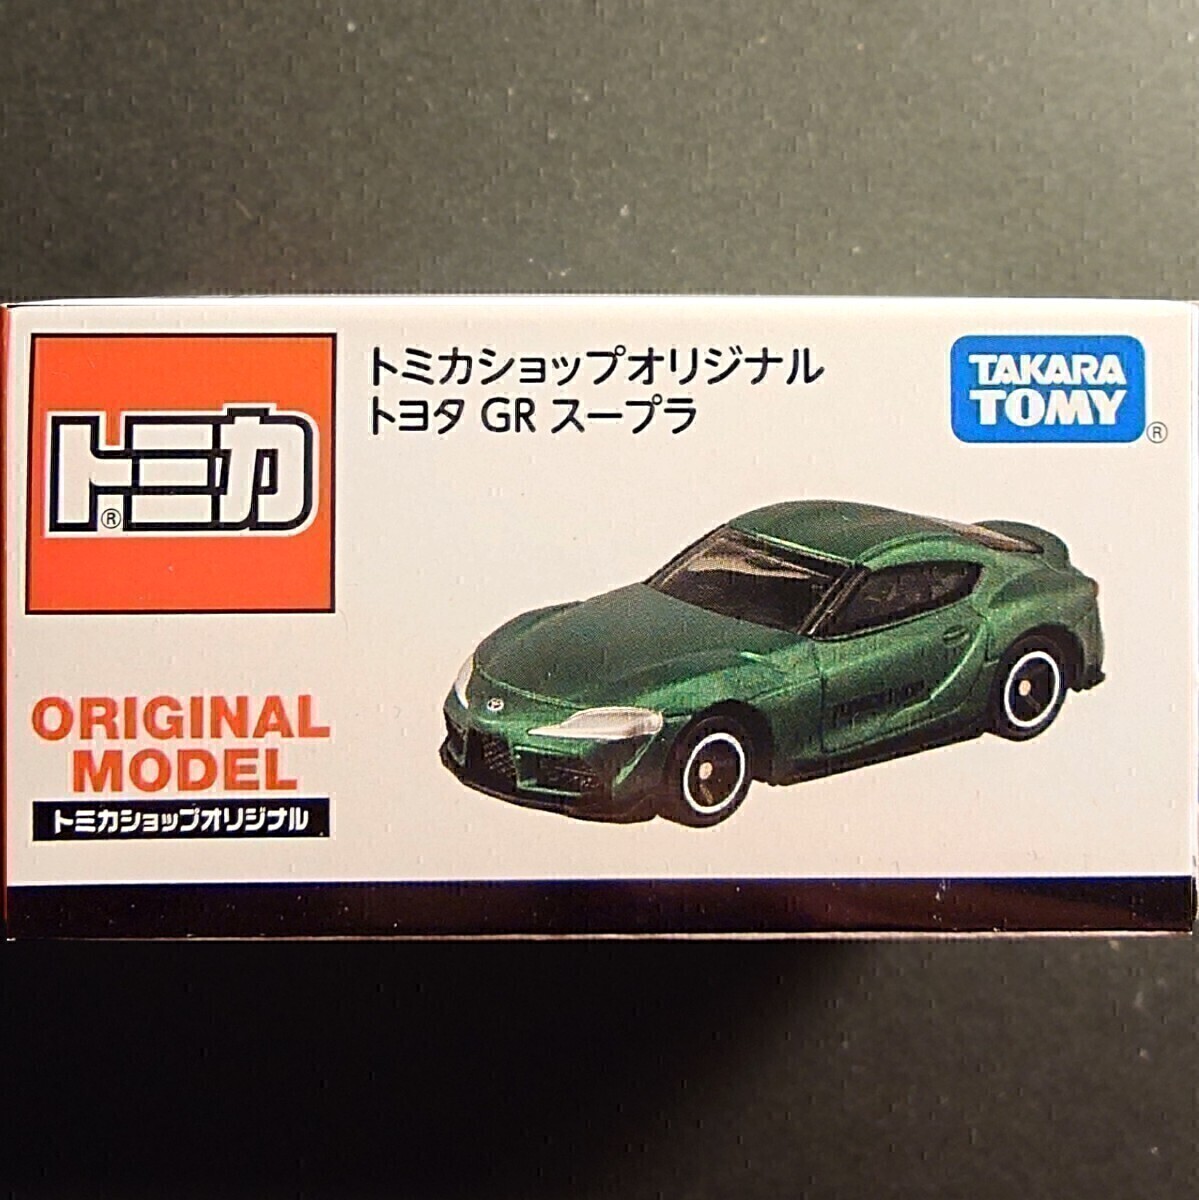 トミカ®
トミカショップオリジナル
トヨタ GR スープラ
TAKARA
TOMY®
ORIGINAL
MODEL
トミカショップオリジナル